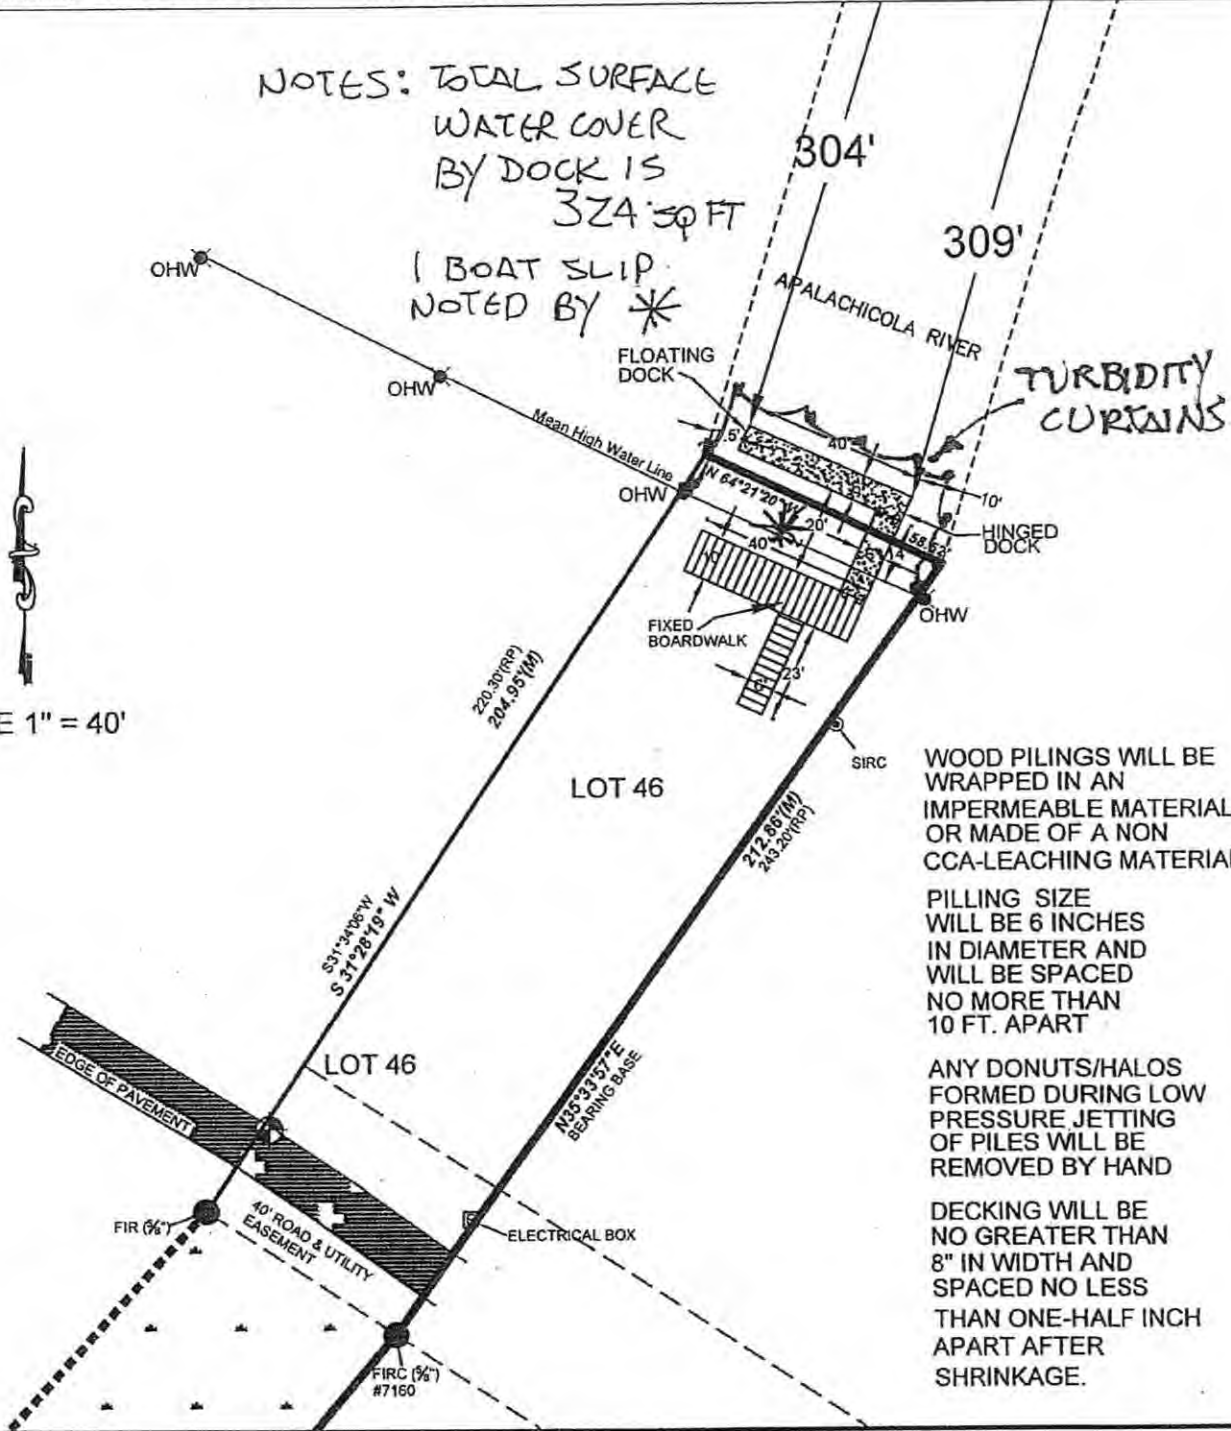 NOTES: TOTAL SURFACE
WATER COVER
BY DOCK IS
324 SQ FT
1 BOAT SLIP
NOTED BY *
304'
309'
APALACHICOLA RIVER
OHW
OHW
Mean High Water Line
OHW
FLOATING
DOCK
TURBIDITY
CURTAINS
40'
10'
N 64°21'20" W
20'
40'
58.52'
HINGED
DOCK
OHW
FIXED
BOARDWALK
23'
6'
E 1" = 40'
220.30'(RP)
204.95'(M)
SIRC
LOT 46
212.86'(M)
243.20'(RP)
S31°34'06"W
S 31°28'19" W
LOT 46
N35°33'57"E
BEARING BASE
EDGE OF PAVEMENT
40' ROAD & UTILITY
EASEMENT
FIR (⅝")
ELECTRICAL BOX
FIRC (⅝")
#7160
WOOD PILINGS WILL BE
WRAPPED IN AN
IMPERMEABLE MATERIAL
OR MADE OF A NON
CCA-LEACHING MATERIAL
PILLING SIZE
WILL BE 6 INCHES
IN DIAMETER AND
WILL BE SPACED
NO MORE THAN
10 FT. APART
ANY DONUTS/HALOS
FORMED DURING LOW
PRESSURE JETTING
OF PILES WILL BE
REMOVED BY HAND
DECKING WILL BE
NO GREATER THAN
8" IN WIDTH AND
SPACED NO LESS
THAN ONE-HALF INCH
APART AFTER
SHRINKAGE.